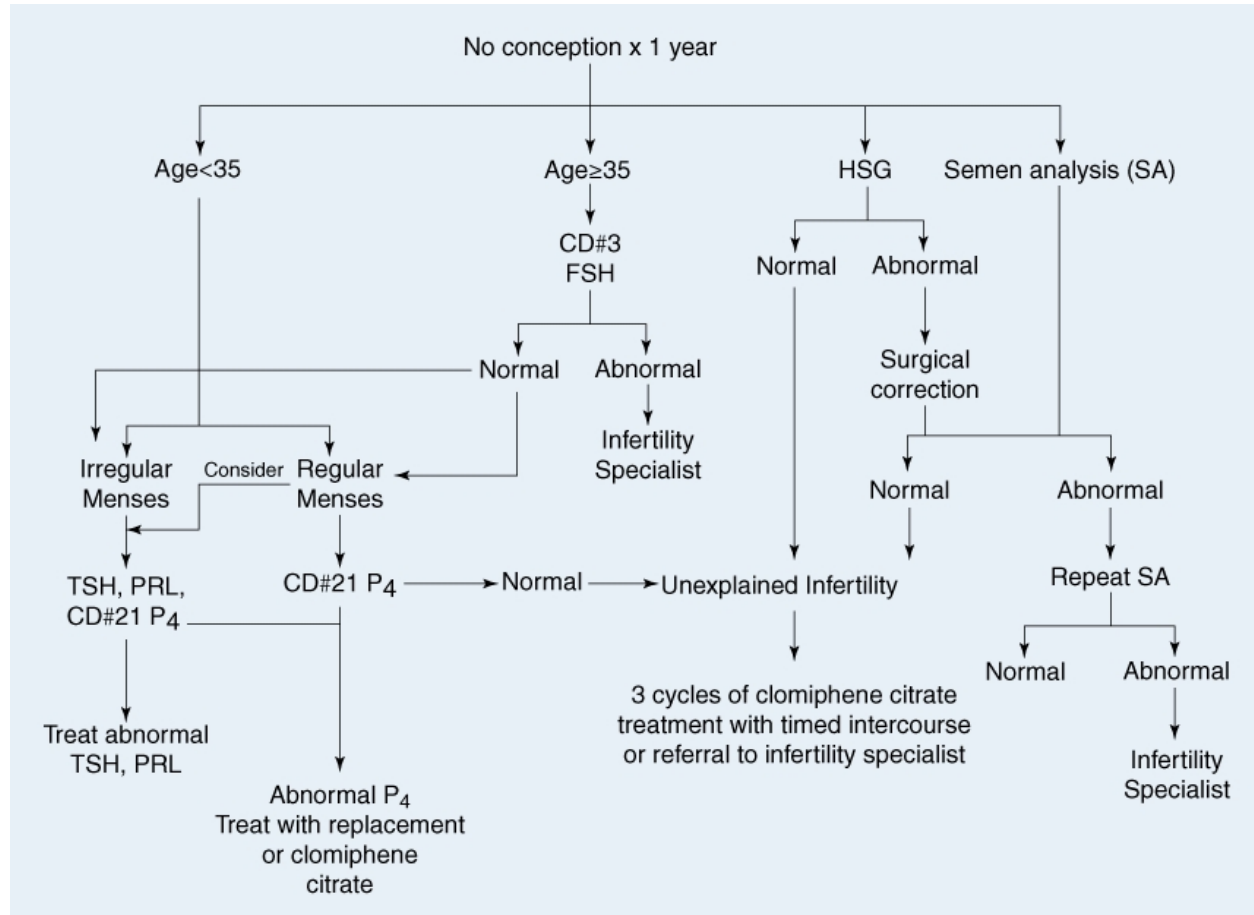 No conception x 1 year
Age<35
Age≥35
HSG
Semen analysis (SA)
CD#3
FSH
Normal
Abnormal
Normal
Abnormal
Surgical
correction
Infertility
Specialist
Irregular
Menses
Consider
Regular
Menses
Normal
Abnormal
TSH, PRL,
CD#21 P4
CD#21 P4
Normal
Unexplained Infertility
Repeat SA
Normal
Abnormal
Treat abnormal
TSH, PRL
3 cycles of clomiphene citrate
treatment with timed intercourse
or referral to infertility specialist
Infertility
Specialist
Abnormal P4
Treat with replacement
or clomiphene
citrate